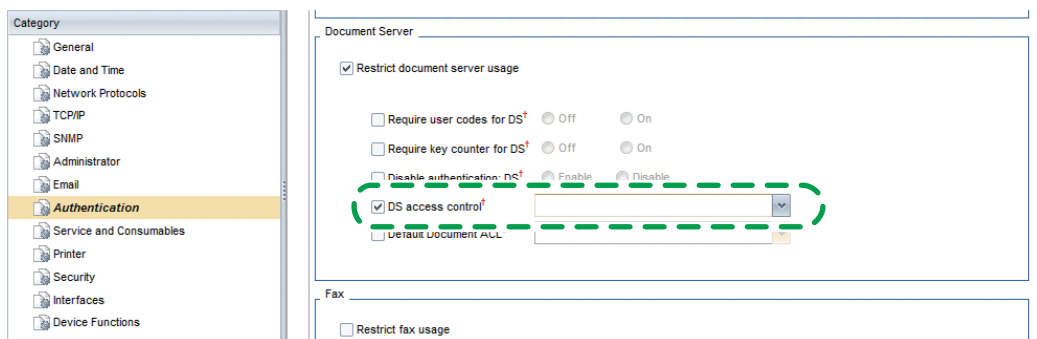 Category
General
Date and Time
Network Protocols
TCP/IP
SNMP
Administrator
Email
Authentication
Service and Consumables
Printer
Security
Interfaces
Device Functions
Document Server
Restrict document server usage
Require user codes for DS† Off On
Require key counter for DS† Off On
Disable authentication: DS† Enable Disable
DS access control†
Default Document ACL
Fax
Restrict fax usage